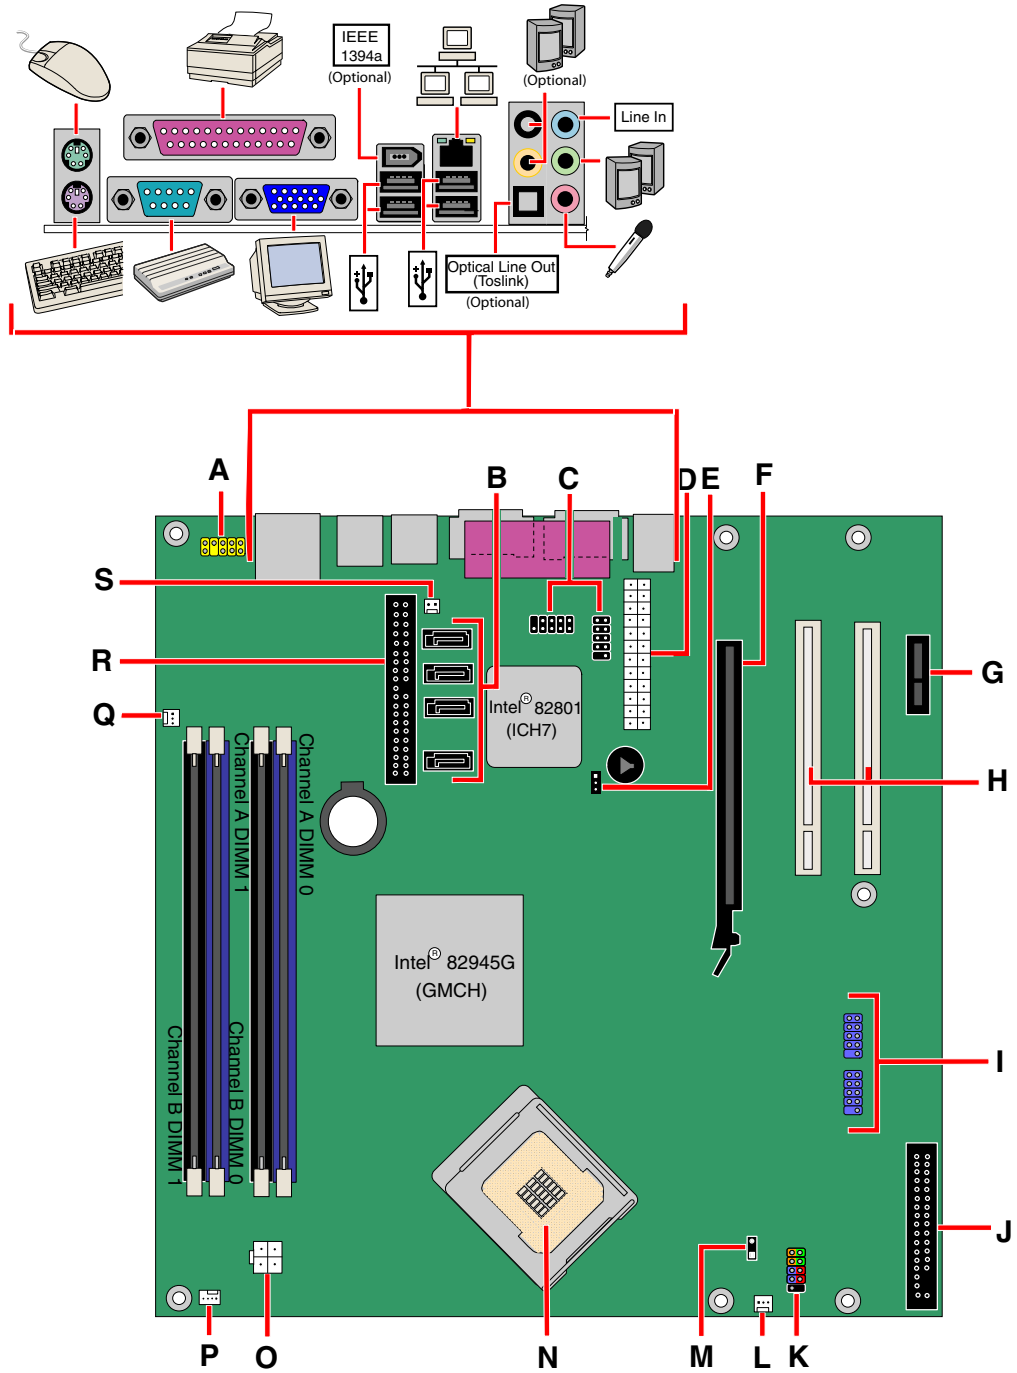 IEEE
1394a
(Optional)
(Optional)
Line In
Optical Line Out
(Toslink)
(Optional)
A
B
C
D
E
F
S
R
G
Q
Intel® 82801
(ICH7)
H
Channel A DIMM 1
Channel A DIMM 0
Intel® 82945G
(GMCH)
Channel B DIMM 1
Channel B DIMM 0
I
J
P
O
N
M
L
K